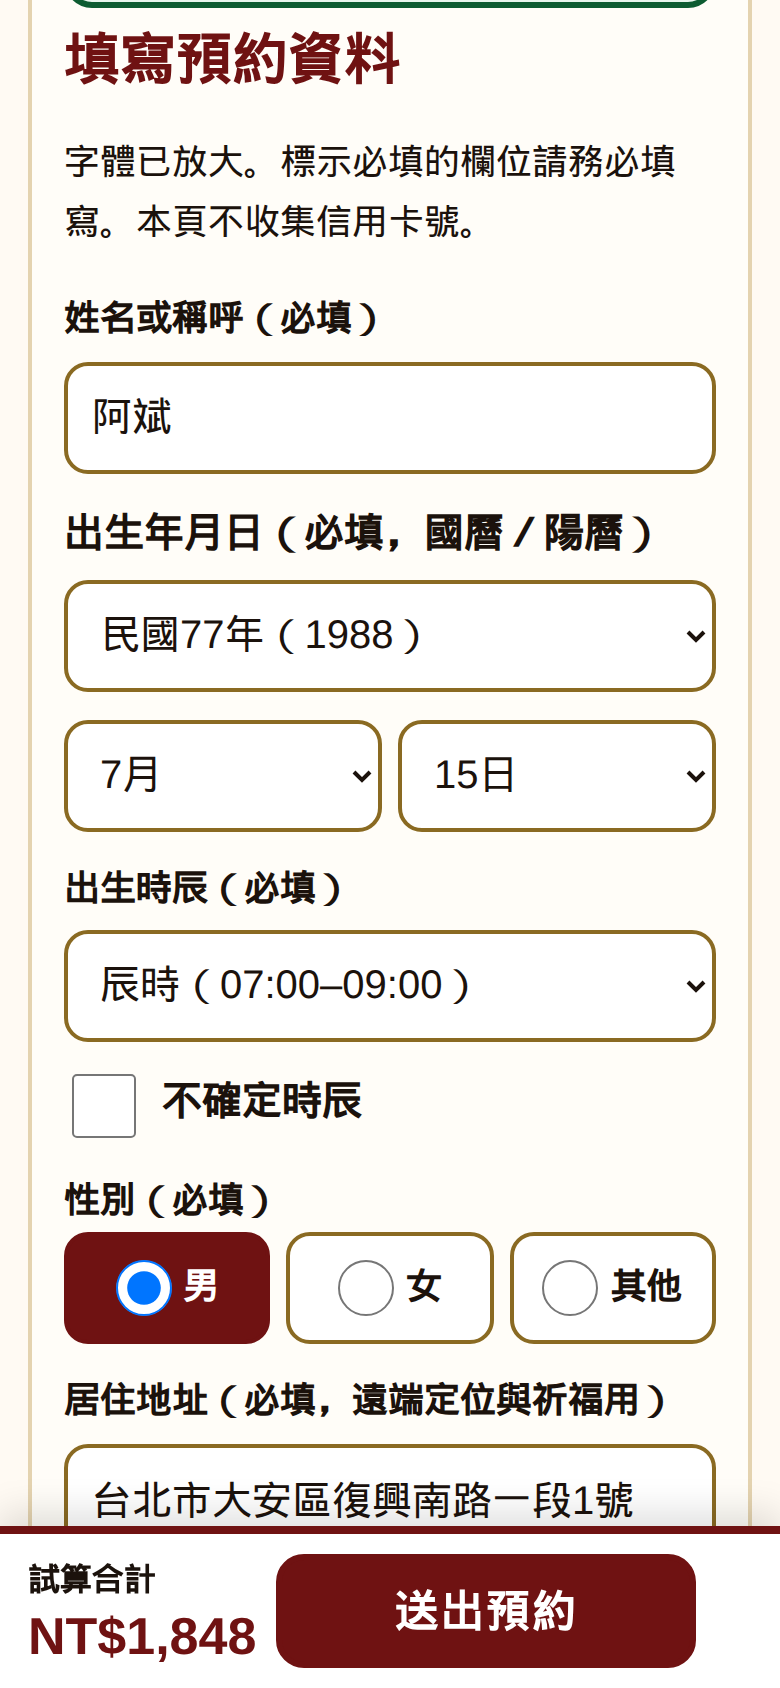 填寫預約資料
字體已放大。標示必填的欄位請務必填
寫。本頁不收集信用卡號。
姓名或稱呼（必填）
阿斌
出生年月日（必填，國曆 / 陽曆）
民國77年（1988）
7月
15日
出生時辰（必填）
辰時（07:00–09:00）
不確定時辰
性別（必填）
男
女
其他
居住地址（必填，遠端定位與祈福用）
台北市大安區復興南路一段1號
試算合計
NT$1,848
送出預約